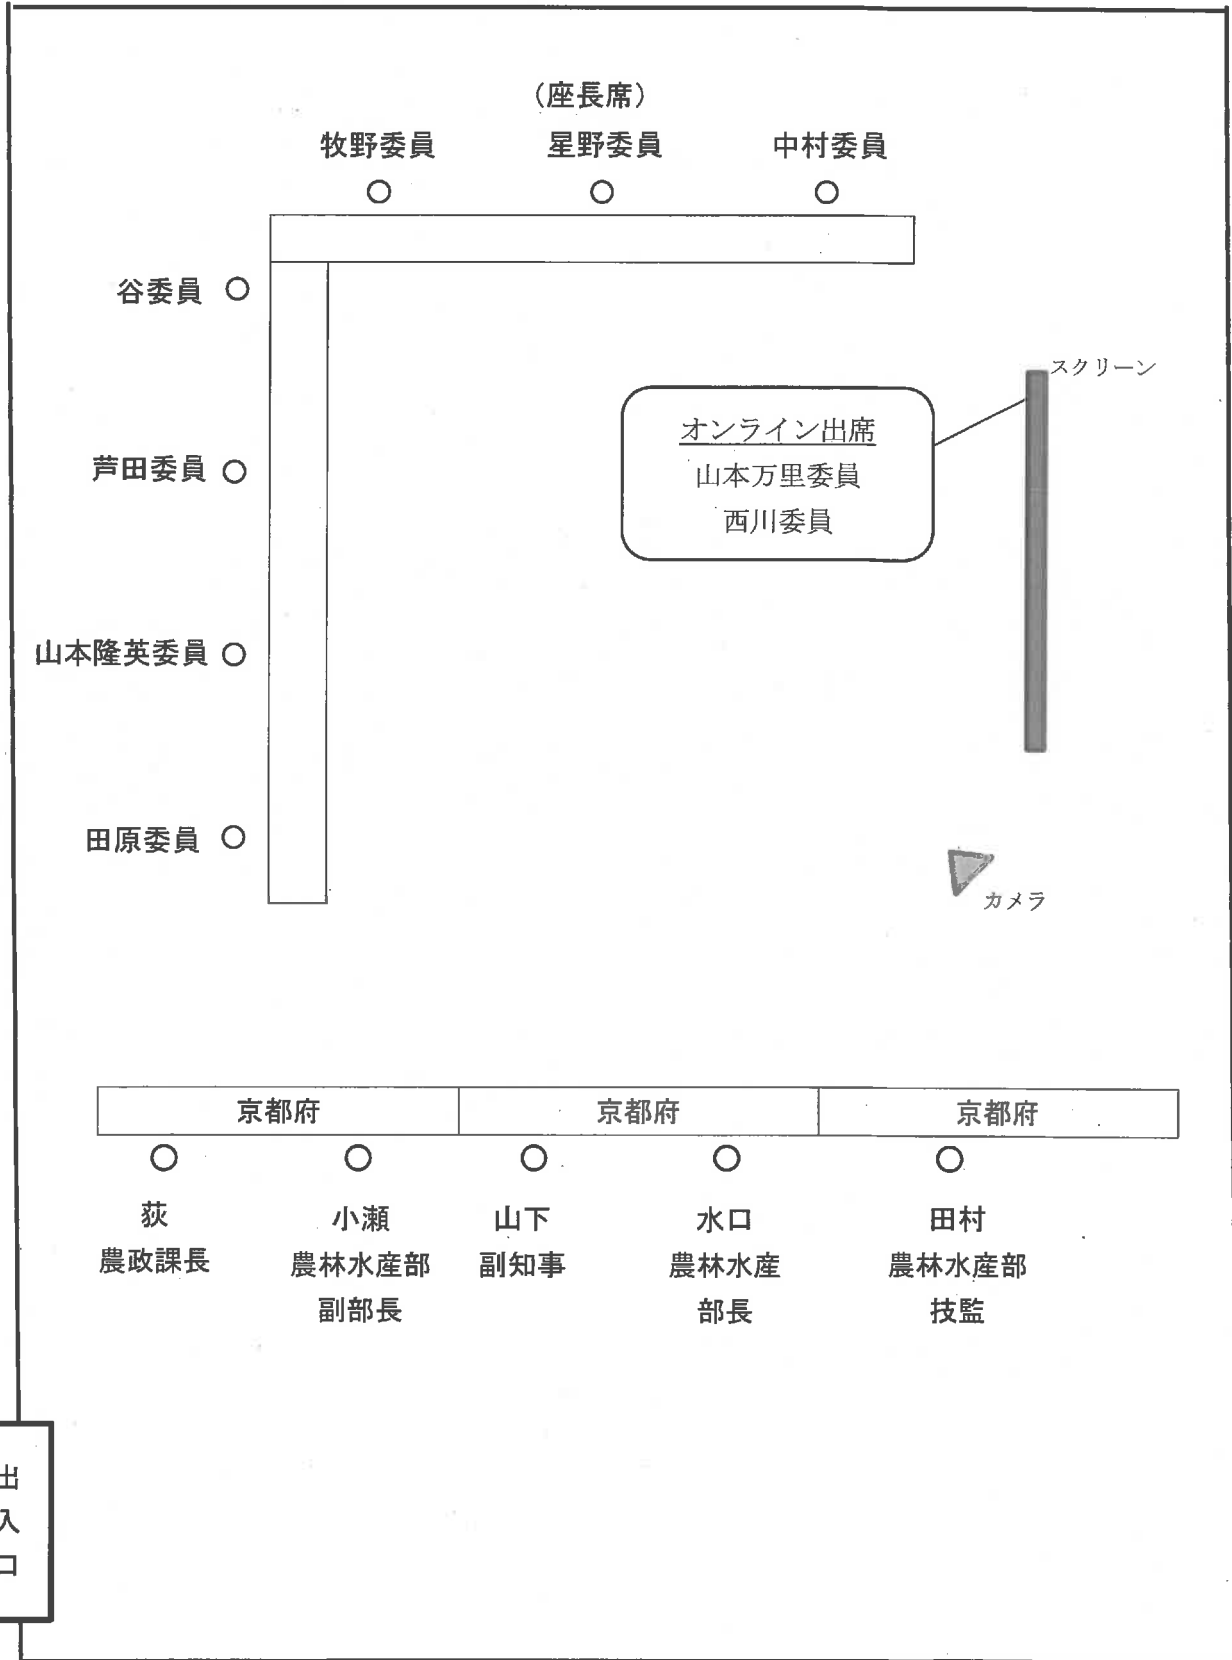 (座長席)
牧野委員 星野委員 中村委員
谷委員
スクリーン
オンライン出席
山本万里委員
西川委員
芦田委員
山本隆英委員
田原委員
カメラ
京都府 京都府 京都府
荻 小瀬 山下 水口 田村
農政課長 農林水産部 副知事 農林水産 農林水産部
副部長 部長 技監
出
入
口